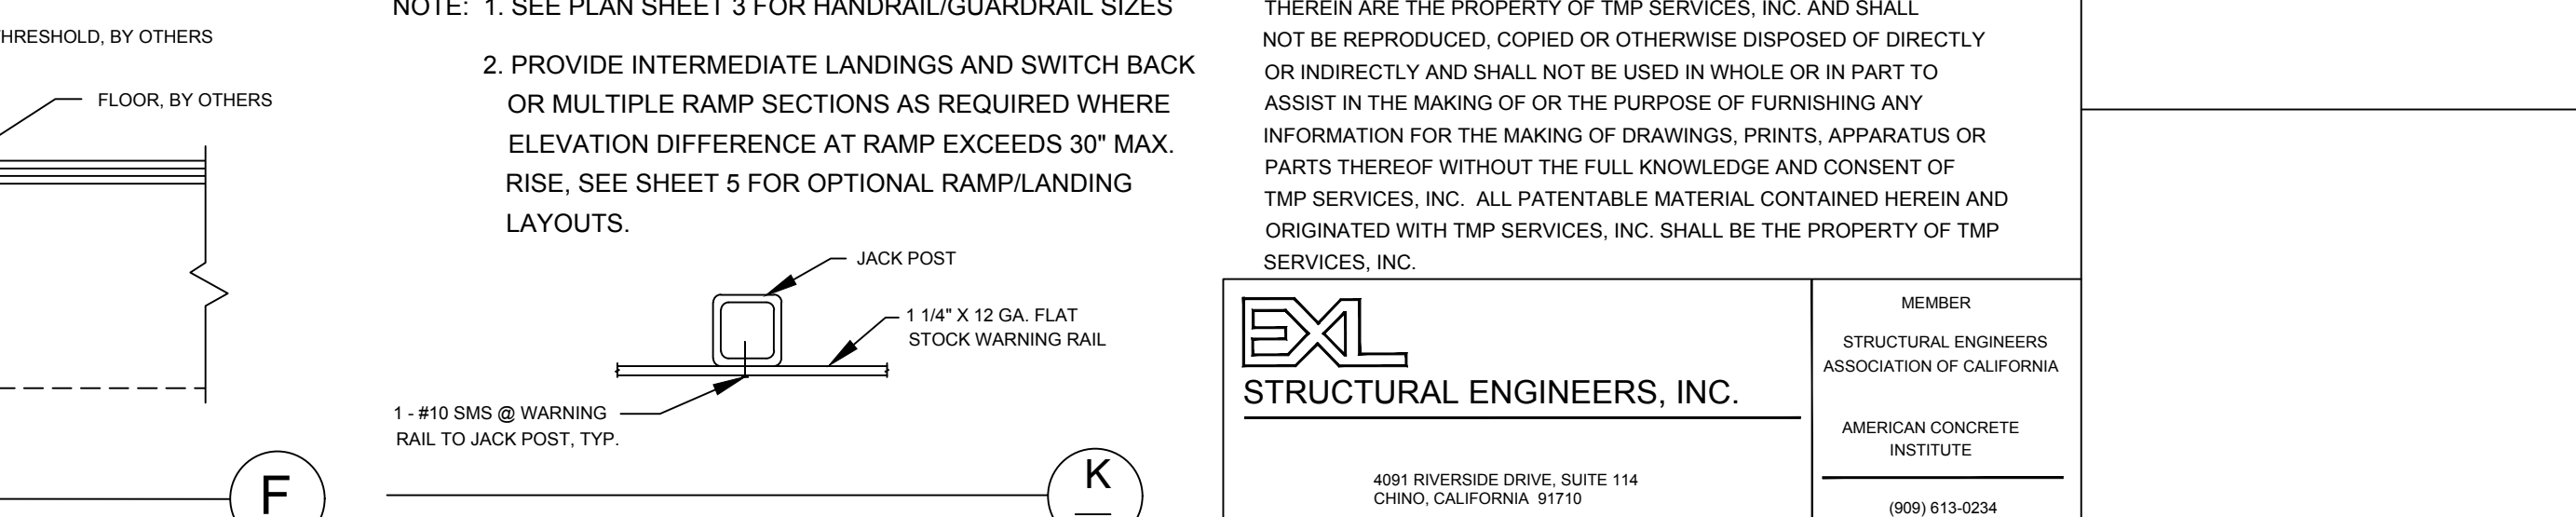 THRESHOLD, BY OTHERS
FLOOR, BY OTHERS
F
NOTE: 1. SEE PLAN SHEET 3 FOR HANDRAIL/GUARDRAIL SIZES
2. PROVIDE INTERMEDIATE LANDINGS AND SWITCH BACK
OR MULTIPLE RAMP SECTIONS AS REQUIRED WHERE
ELEVATION DIFFERENCE AT RAMP EXCEEDS 30" MAX.
RISE, SEE SHEET 5 FOR OPTIONAL RAMP/LANDING
LAYOUTS.
JACK POST
1 1/4" X 12 GA. FLAT
STOCK WARNING RAIL
1 - #10 SMS @ WARNING
RAIL TO JACK POST, TYP.
K
THEREIN ARE THE PROPERTY OF TMP SERVICES, INC. AND SHALL
NOT BE REPRODUCED, COPIED OR OTHERWISE DISPOSED OF DIRECTLY
OR INDIRECTLY AND SHALL NOT BE USED IN WHOLE OR IN PART TO
ASSIST IN THE MAKING OF OR THE PURPOSE OF FURNISHING ANY
INFORMATION FOR THE MAKING OF DRAWINGS, PRINTS, APPARATUS OR
PARTS THEREOF WITHOUT THE FULL KNOWLEDGE AND CONSENT OF
TMP SERVICES, INC. ALL PATENTABLE MATERIAL CONTAINED HEREIN AND
ORIGINATED WITH TMP SERVICES, INC. SHALL BE THE PROPERTY OF TMP
SERVICES, INC.
EXL
STRUCTURAL ENGINEERS, INC.
4091 RIVERSIDE DRIVE, SUITE 114
CHINO, CALIFORNIA 91710
MEMBER
STRUCTURAL ENGINEERS
ASSOCIATION OF CALIFORNIA
AMERICAN CONCRETE
INSTITUTE
(909) 613-0234